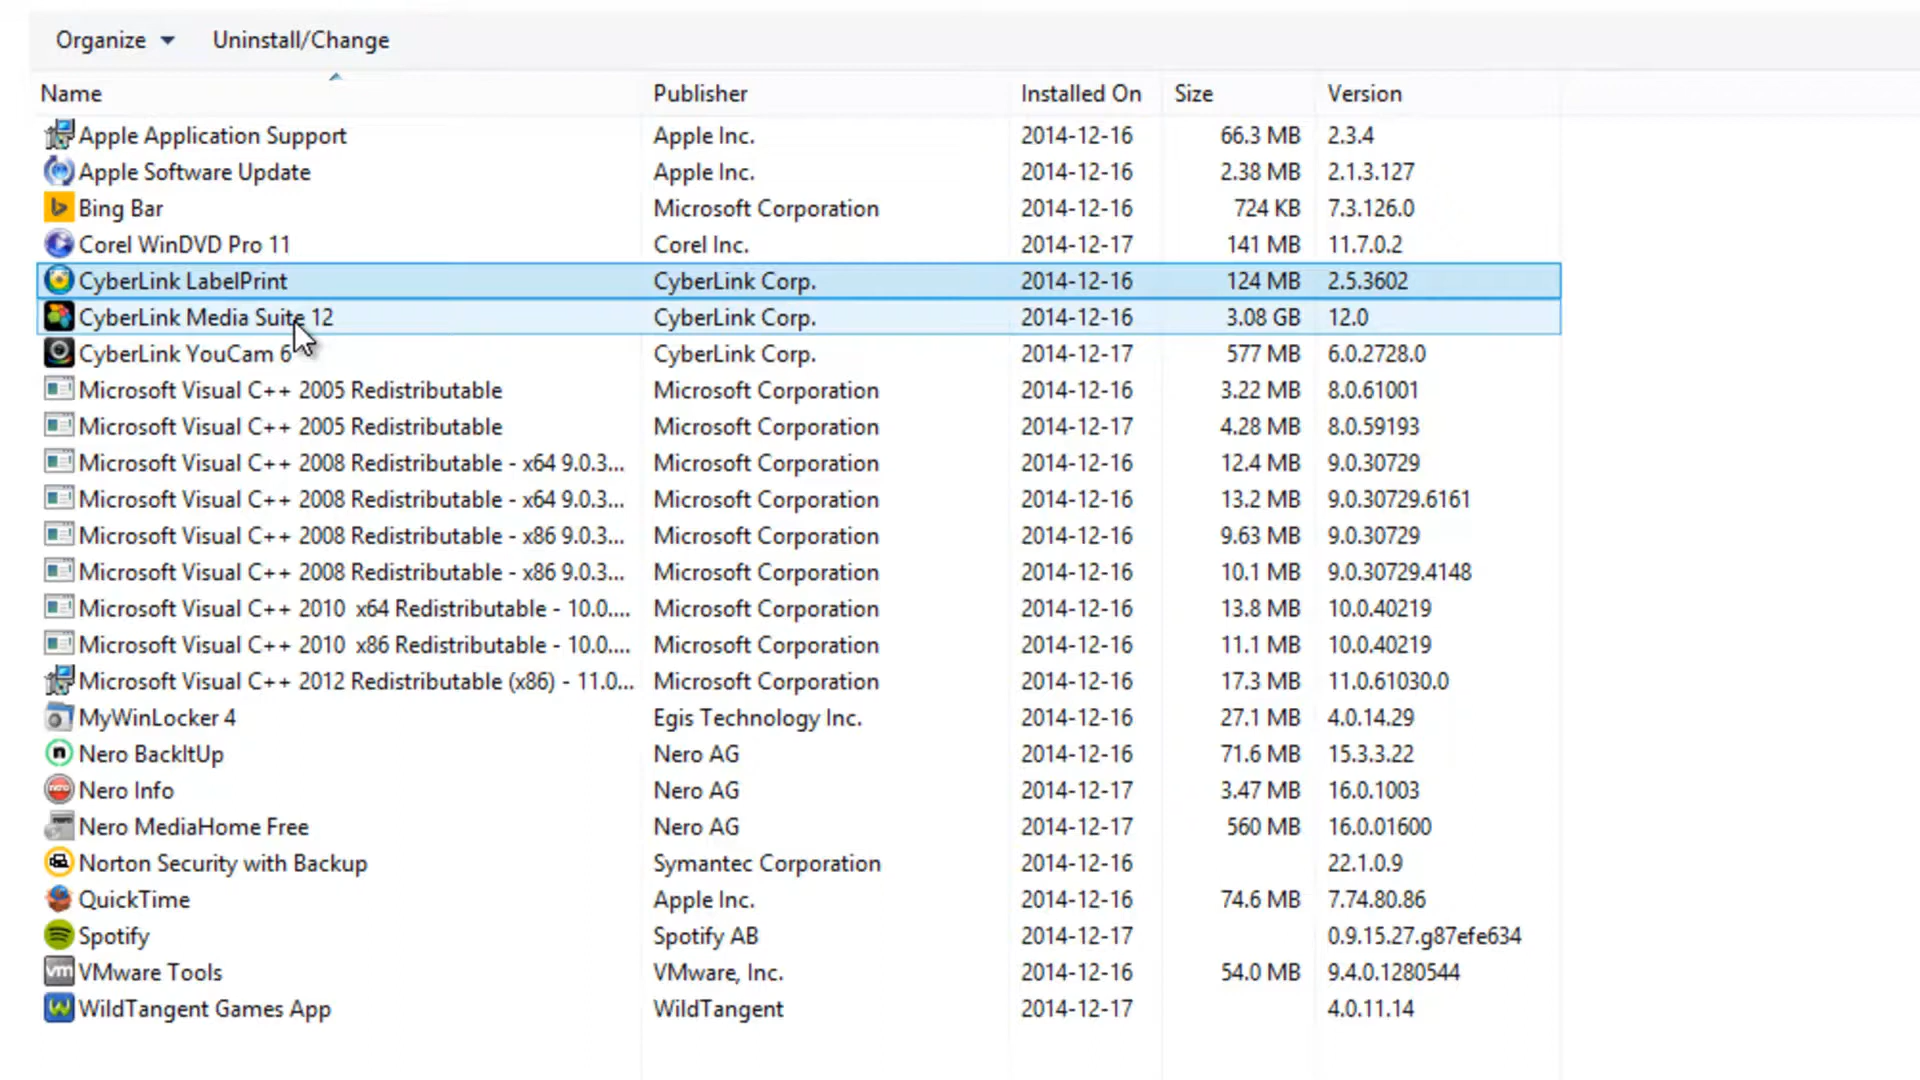 Organize Uninstall/Change
Name Publisher Installed On Size Version
Apple Application Support Apple Inc. 2014-12-16 66.3 MB 2.3.4
Apple Software Update Apple Inc. 2014-12-16 2.38 MB 2.1.3.127
Bing Bar Microsoft Corporation 2014-12-16 724 KB 7.3.126.0
Corel WinDVD Pro 11 Corel Inc. 2014-12-17 141 MB 11.7.0.2
CyberLink LabelPrint CyberLink Corp. 2014-12-16 124 MB 2.5.3602
CyberLink Media Suite 12 CyberLink Corp. 2014-12-16 3.08 GB 12.0
CyberLink YouCam 6 CyberLink Corp. 2014-12-17 577 MB 6.0.2728.0
Microsoft Visual C++ 2005 Redistributable Microsoft Corporation 2014-12-16 3.22 MB 8.0.61001
Microsoft Visual C++ 2005 Redistributable Microsoft Corporation 2014-12-17 4.28 MB 8.0.59193
Microsoft Visual C++ 2008 Redistributable - x64 9.0.3... Microsoft Corporation 2014-12-16 12.4 MB 9.0.30729
Microsoft Visual C++ 2008 Redistributable - x64 9.0.3... Microsoft Corporation 2014-12-16 13.2 MB 9.0.30729.6161
Microsoft Visual C++ 2008 Redistributable - x86 9.0.3... Microsoft Corporation 2014-12-16 9.63 MB 9.0.30729
Microsoft Visual C++ 2008 Redistributable - x86 9.0.3... Microsoft Corporation 2014-12-16 10.1 MB 9.0.30729.4148
Microsoft Visual C++ 2010 x64 Redistributable - 10.0.... Microsoft Corporation 2014-12-16 13.8 MB 10.0.40219
Microsoft Visual C++ 2010 x86 Redistributable - 10.0.... Microsoft Corporation 2014-12-16 11.1 MB 10.0.40219
Microsoft Visual C++ 2012 Redistributable (x86) - 11.0... Microsoft Corporation 2014-12-16 17.3 MB 11.0.61030.0
MyWinLocker 4 Egis Technology Inc. 2014-12-16 27.1 MB 4.0.14.29
Nero BackItUp Nero AG 2014-12-16 71.6 MB 15.3.3.22
Nero Info Nero AG 2014-12-17 3.47 MB 16.0.1003
Nero MediaHome Free Nero AG 2014-12-17 560 MB 16.0.01600
Norton Security with Backup Symantec Corporation 2014-12-16 22.1.0.9
QuickTime Apple Inc. 2014-12-16 74.6 MB 7.74.80.86
Spotify Spotify AB 2014-12-17 0.9.15.27.g87efe634
VMware Tools VMware, Inc. 2014-12-16 54.0 MB 9.4.0.1280544
WildTangent Games App WildTangent 2014-12-17 4.0.11.14